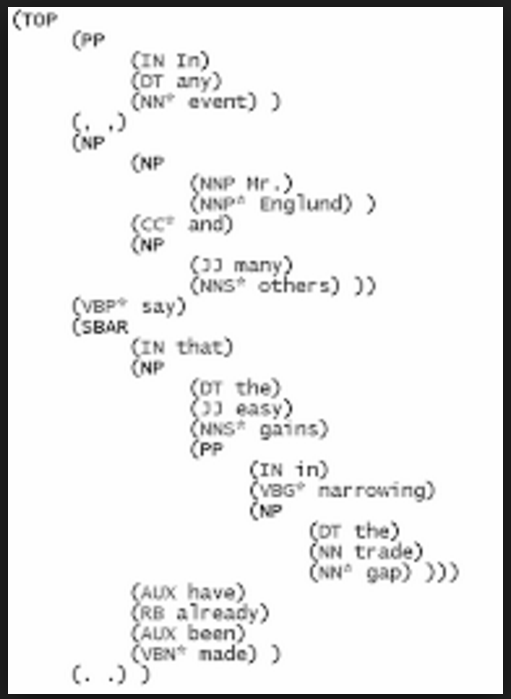 (TOP
(PP
(IN In)
(DT any)
(NN* event) )
(, ,)
(NP
(NP
(NNP Mr.)
(NNP^ Englund) )
(CC* and)
(NP
(JJ many)
(NNS* others) ))
(VBP* say)
(SBAR
(IN that)
(NP
(DT the)
(JJ easy)
(NNS* gains)
(PP
(IN in)
(VBG* narrowing)
(NP
(DT the)
(NN trade)
(NN^ gap) )))
(AUX have)
(RB already)
(AUX been)
(VBN* made) )
(. .) )